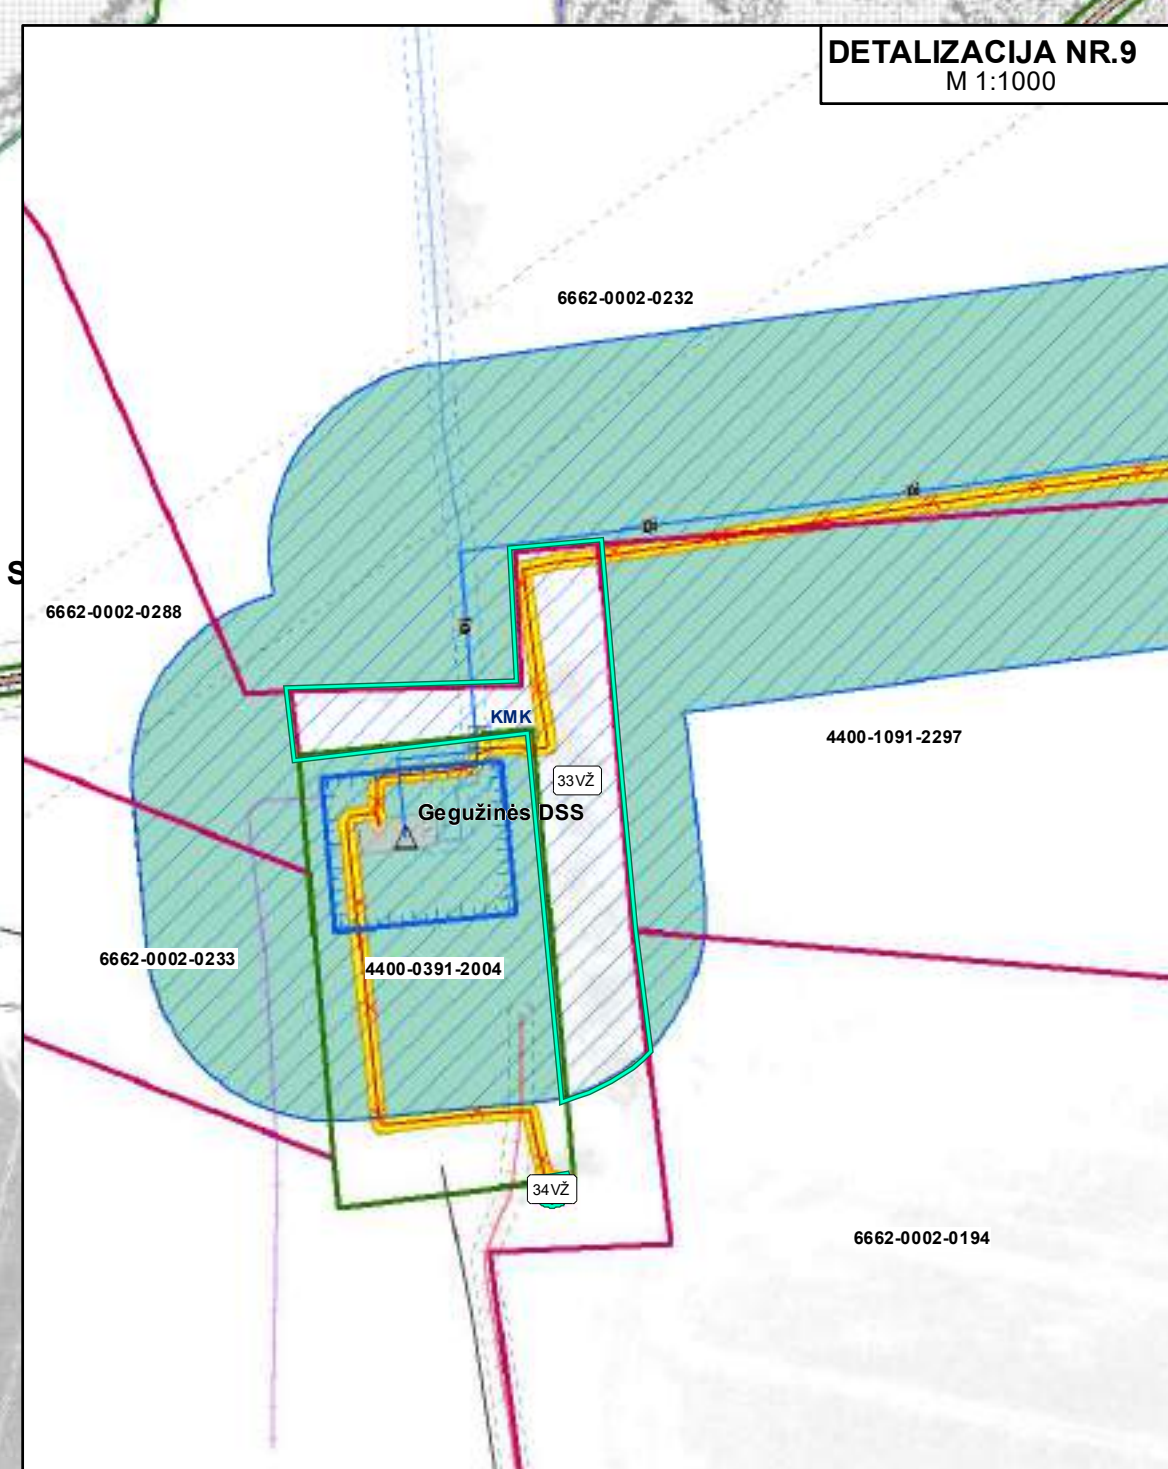 DETALIZACIJA NR.9
M 1:1000
6662-0002-0232
S
6662-0002-0288
KMK
4400-1091-2297
33VŽ
Gegužinės DSS
6662-0002-0233
4400-0391-2004
34VŽ
6662-0002-0194